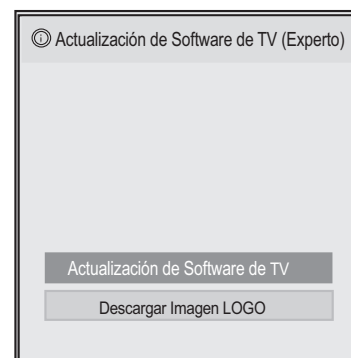 ⓘ Actualización de Software de TV (Experto)
Actualización de Software de TV
Descargar Imagen LOGO